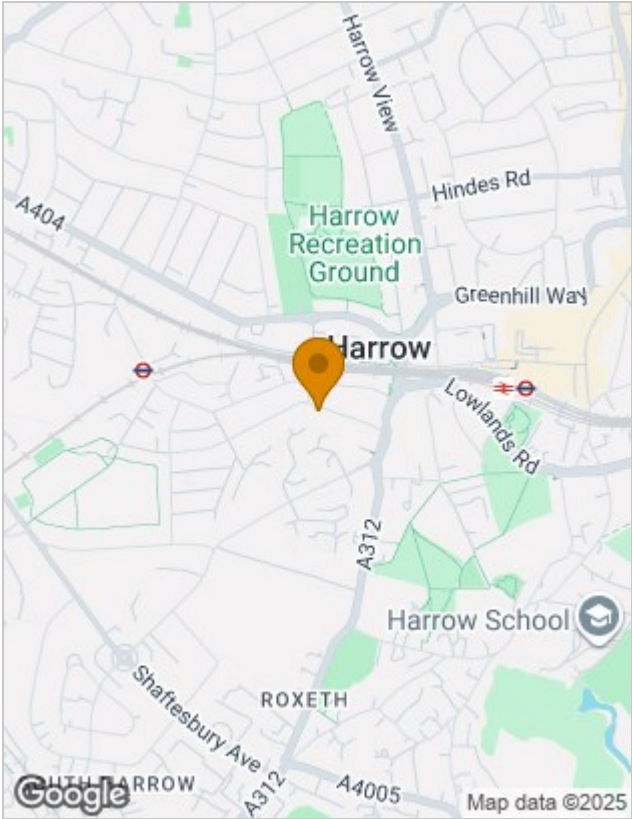 Harrow View
Hindes Rd
A404
Harrow
Recreation
Ground
Greenhill Way
Harrow
Lowlands Rd
A312
Harrow School
Shaftesbury Ave
ROXETH
HARROW
A312
A4005
Google
Map data ©2025